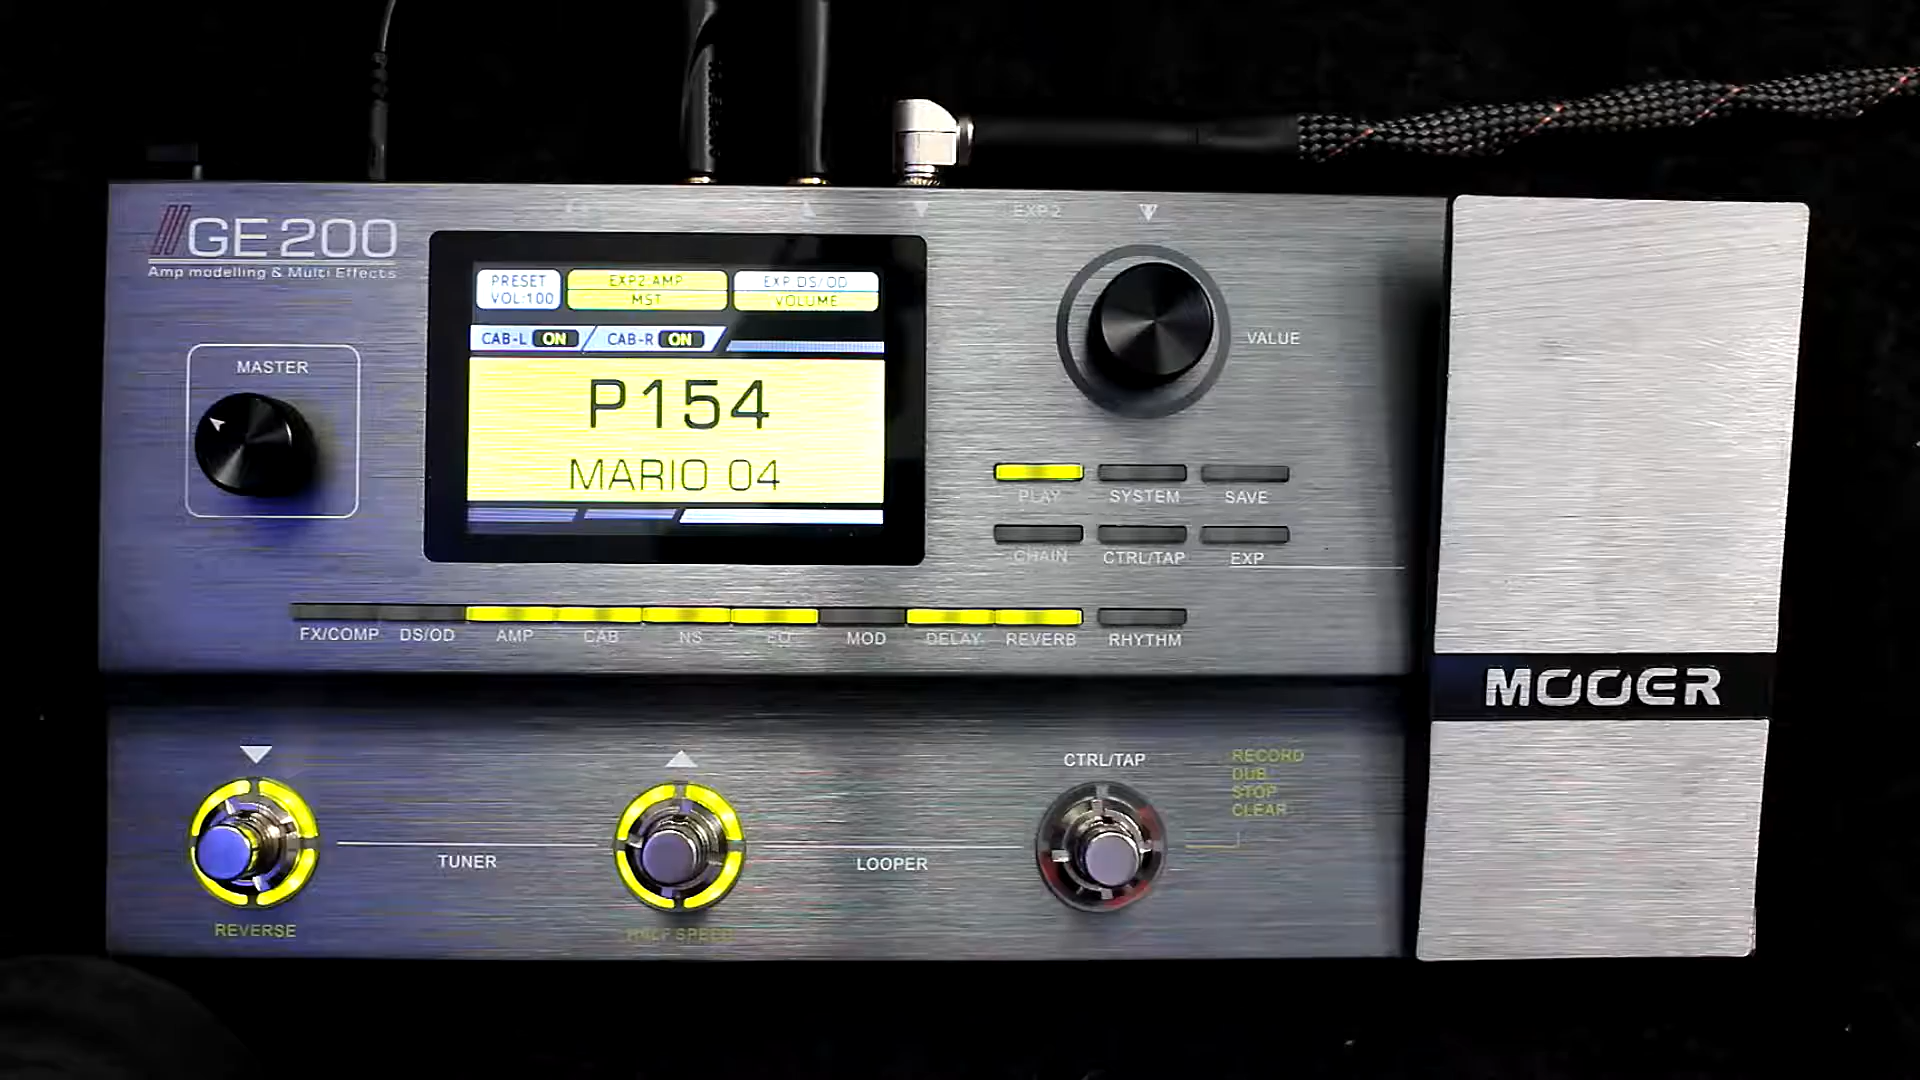 GE200
Amp modelling & Multi Effects
EXP 2
PRESET
VOL:100
EXP2:AMP
MST
EXP:DS/OD
VOLUME
CAB-L ON
CAB-R ON
P154
MARIO 04
MASTER
VALUE
PLAY
SYSTEM
SAVE
CHAIN
CTRL/TAP
EXP
FX/COMP
DS/OD
AMP
CAB
NS
EQ
MOD
DELAY
REVERB
RHYTHM
MOOER
CTRL/TAP
RECORD
DUB
STOP
CLEAR
TUNER
LOOPER
REVERSE
HALF SPEED